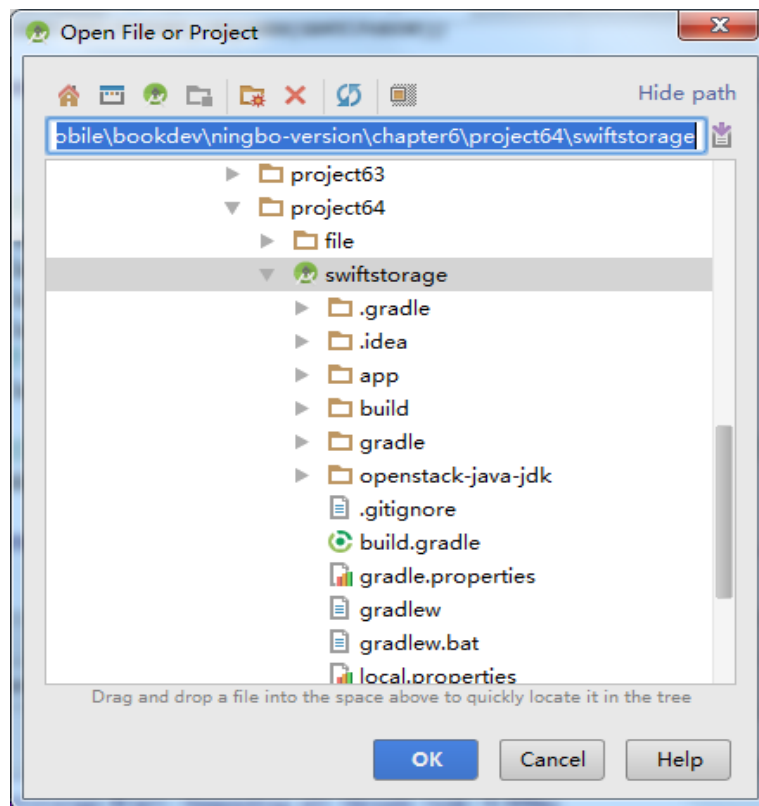 Open File or Project
Hide path
obile\bookdev\ningbo-version\chapter6\project64\swiftstorage
project63
project64
file
swiftstorage
.gradle
.idea
app
build
gradle
openstack-java-jdk
.gitignore
build.gradle
gradle.properties
gradlew
gradlew.bat
local.properties
Drag and drop a file into the space above to quickly locate it in the tree
OK Cancel Help